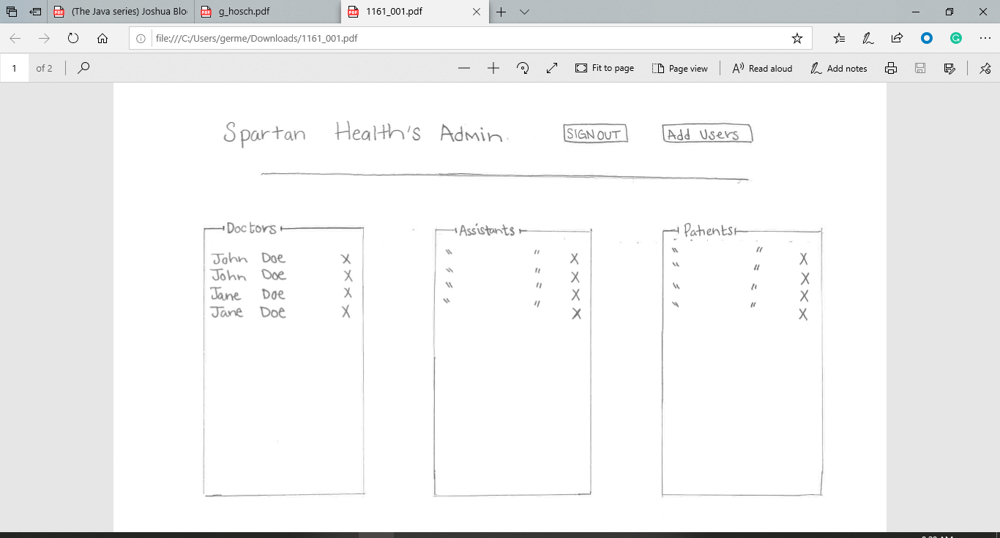 (The Java series) Joshua Blo
g_hosch.pdf
1161_001.pdf
file:///C:/Users/germe/Downloads/1161_001.pdf
1 of 2
Fit to page
Page view
Read aloud
Add notes
Spartan Health's Admin.
SIGN OUT
Add Users
Doctors
John Doe X
John Doe X
Jane Doe X
Jane Doe X
Assistants
" " X
" " X
" " X
" " X
Patients
" " X
" " X
" " X
" " X